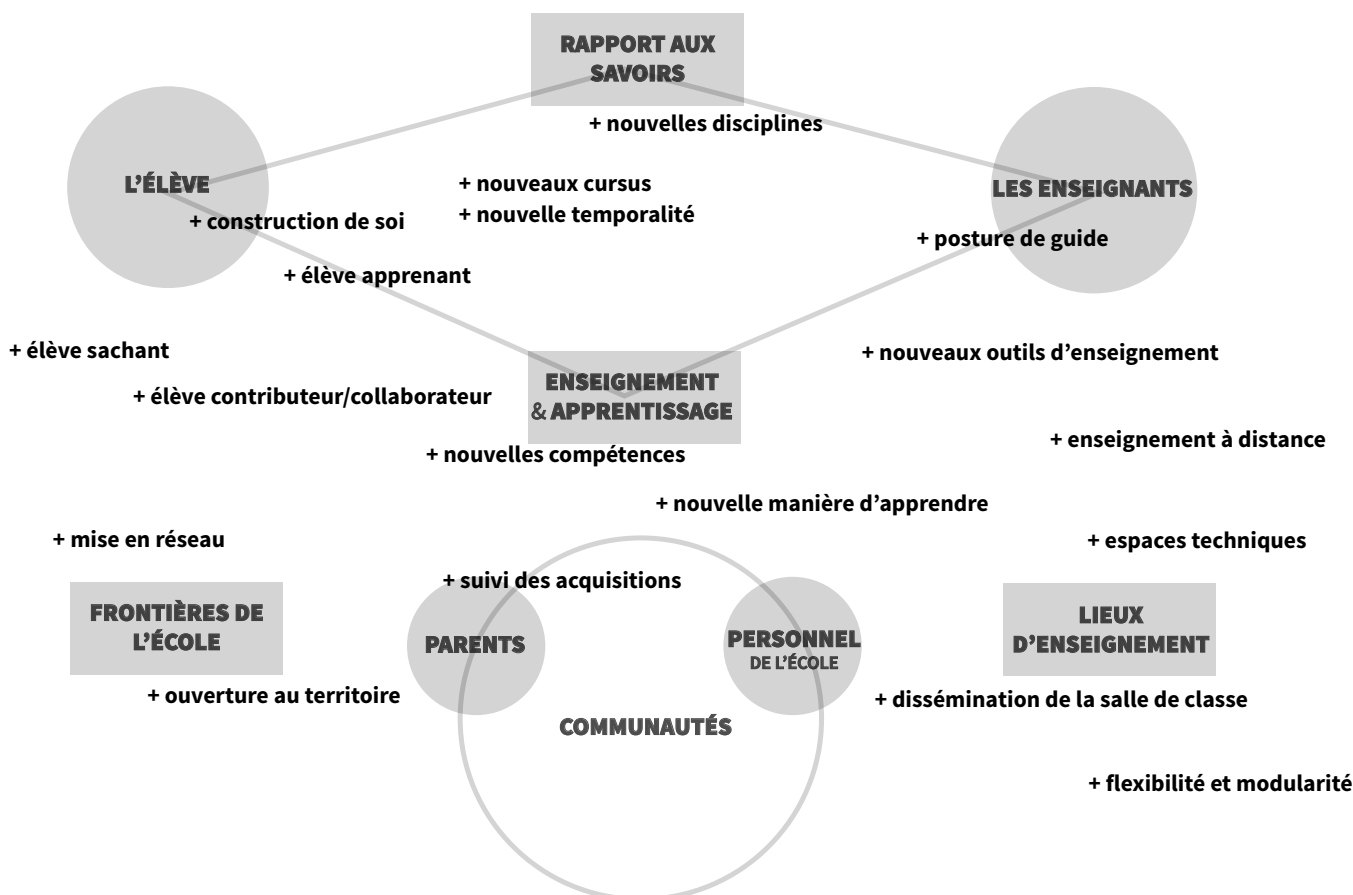 RAPPORT AUX
SAVOIRS
+ nouvelles disciplines
L’ÉLÈVE
+ nouveaux cursus
LES ENSEIGNANTS
+ construction de soi
+ nouvelle temporalité
+ posture de guide
+ élève apprenant
+ élève sachant
+ nouveaux outils d’enseignement
ENSEIGNEMENT
& APPRENTISSAGE
+ élève contributeur/collaborateur
+ enseignement à distance
+ nouvelles compétences
+ nouvelle manière d’apprendre
+ mise en réseau
+ espaces techniques
+ suivi des acquisitions
FRONTIÈRES DE
L’ÉCOLE
PARENTS
PERSONNEL
DE L’ÉCOLE
LIEUX
D’ENSEIGNEMENT
+ ouverture au territoire
+ dissémination de la salle de classe
COMMUNAUTÉS
+ flexibilité et modularité